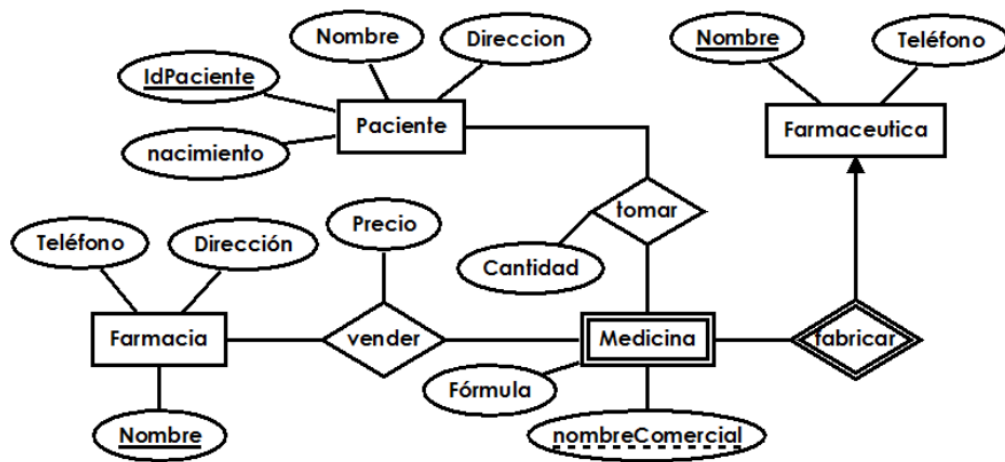 Nombre
Direccion
Nombre
Teléfono
IdPaciente
Paciente
Farmaceutica
nacimiento
tomar
Precio
Teléfono
Dirección
Cantidad
Farmacia
vender
Medicina
fabricar
Fórmula
Nombre
nombreComercial